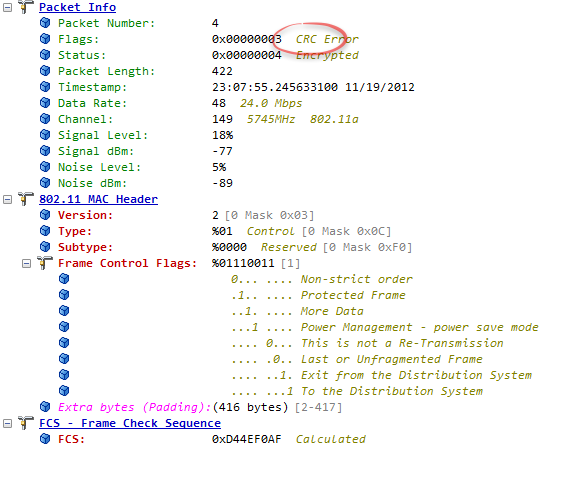 Packet Info
Packet Number: 4
Flags: 0x00000003 CRC Error
Status: 0x00000004 Encrypted
Packet Length: 422
Timestamp: 23:07:55.245633100 11/19/2012
Data Rate: 48 24.0 Mbps
Channel: 149 5745MHz 802.11a
Signal Level: 18%
Signal dBm: -77
Noise Level: 5%
Noise dBm: -89
802.11 MAC Header
Version: 2 [0 Mask 0x03]
Type: %01 Control [0 Mask 0x0C]
Subtype: %0000 Reserved [0 Mask 0xF0]
Frame Control Flags: %01110011 [1]
0... .... Non-strict order
.1.. .... Protected Frame
..1. .... More Data
...1 .... Power Management - power save mode
.... 0... This is not a Re-Transmission
.... .0.. Last or Unfragmented Frame
.... ..1. Exit from the Distribution System
.... ...1 To the Distribution System
Extra bytes (Padding):(416 bytes) [2-417]
FCS - Frame Check Sequence
FCS: 0xD44EF0AF Calculated